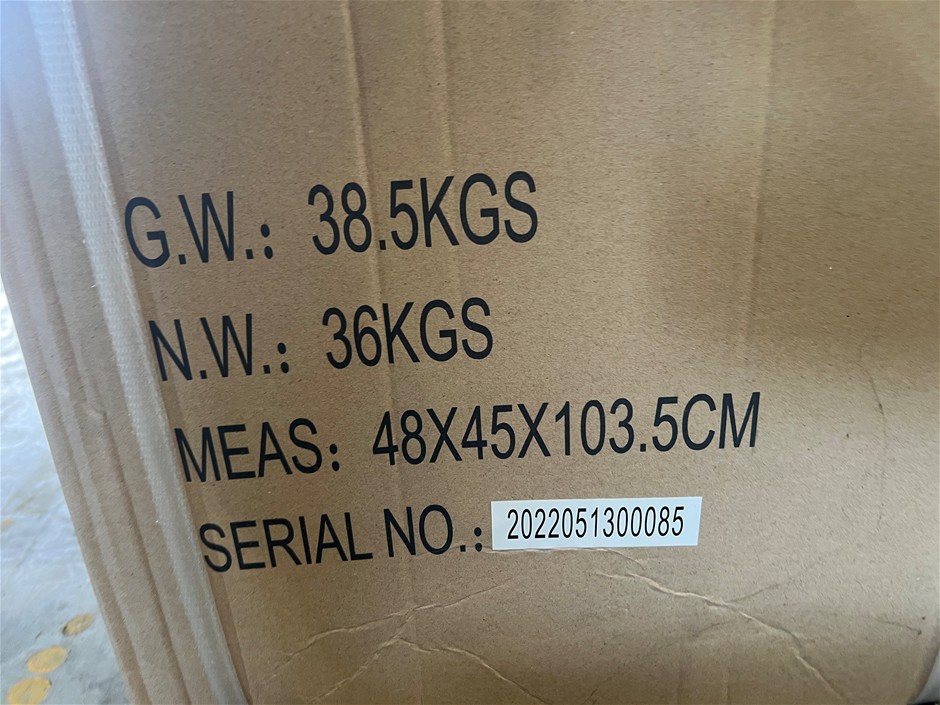 G.W.: 38.5KGS
N.W.: 36KGS
MEAS: 48X45X103.5CM
SERIAL NO.: 2022051300085